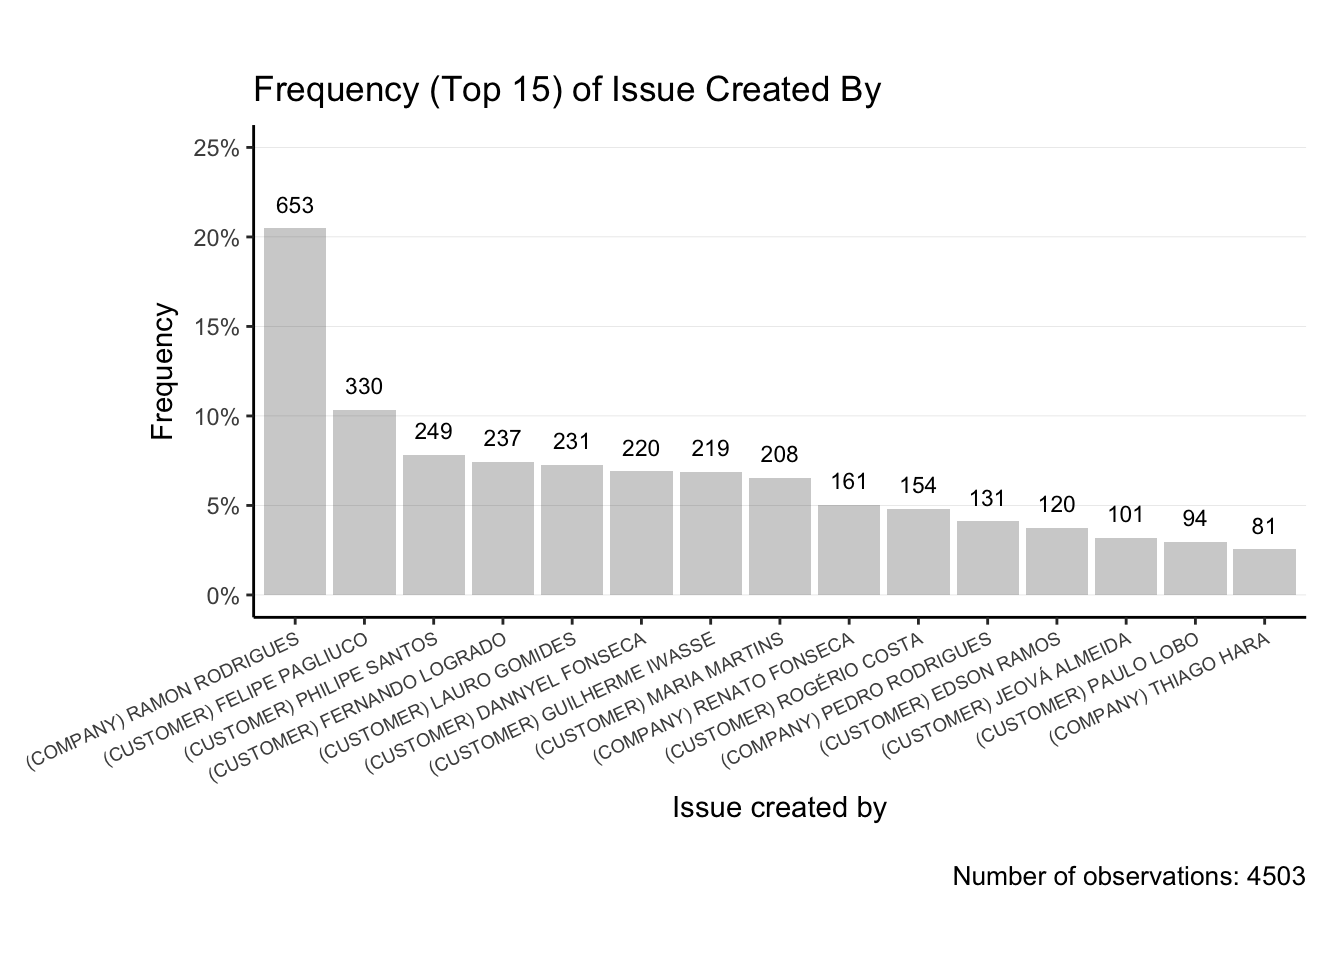 Frequency (Top 15) of Issue Created By
25%
20%
15%
10%
5%
0%
Frequency
653
330
249
237
231
220
219
208
161
154
131
120
101
94
81
(COMPANY) RAMON RODRIGUES
(CUSTOMER) FELIPE PAGLIUCO
(CUSTOMER) PHILIPE SANTOS
(CUSTOMER) FERNANDO LOGRADO
(CUSTOMER) LAURO GOMIDES
(CUSTOMER) DANNYEL FONSECA
(CUSTOMER) GUILHERME IWASSE
(CUSTOMER) MARIA MARTINS
(COMPANY) RENATO FONSECA
(CUSTOMER) ROGÉRIO COSTA
(COMPANY) PEDRO RODRIGUES
(CUSTOMER) EDSON RAMOS
(CUSTOMER) JEOVÁ ALMEIDA
(CUSTOMER) PAULO LOBO
(COMPANY) THIAGO HARA
Issue created by
Number of observations: 4503